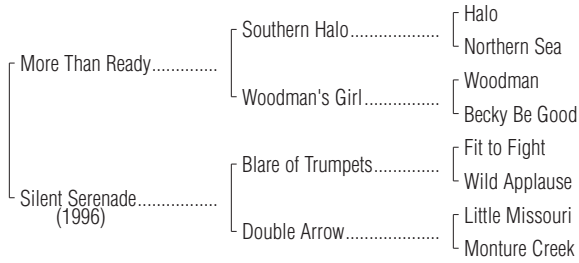 Halo
Southern Halo..................
Northern Sea
More Than Ready.............
Woodman
Woodman's Girl...............
Becky Be Good
Fit to Fight
Blare of Trumpets.............
Wild Applause
Silent Serenade...............
(1996)
Little Missouri
Double Arrow...................
Monture Creek